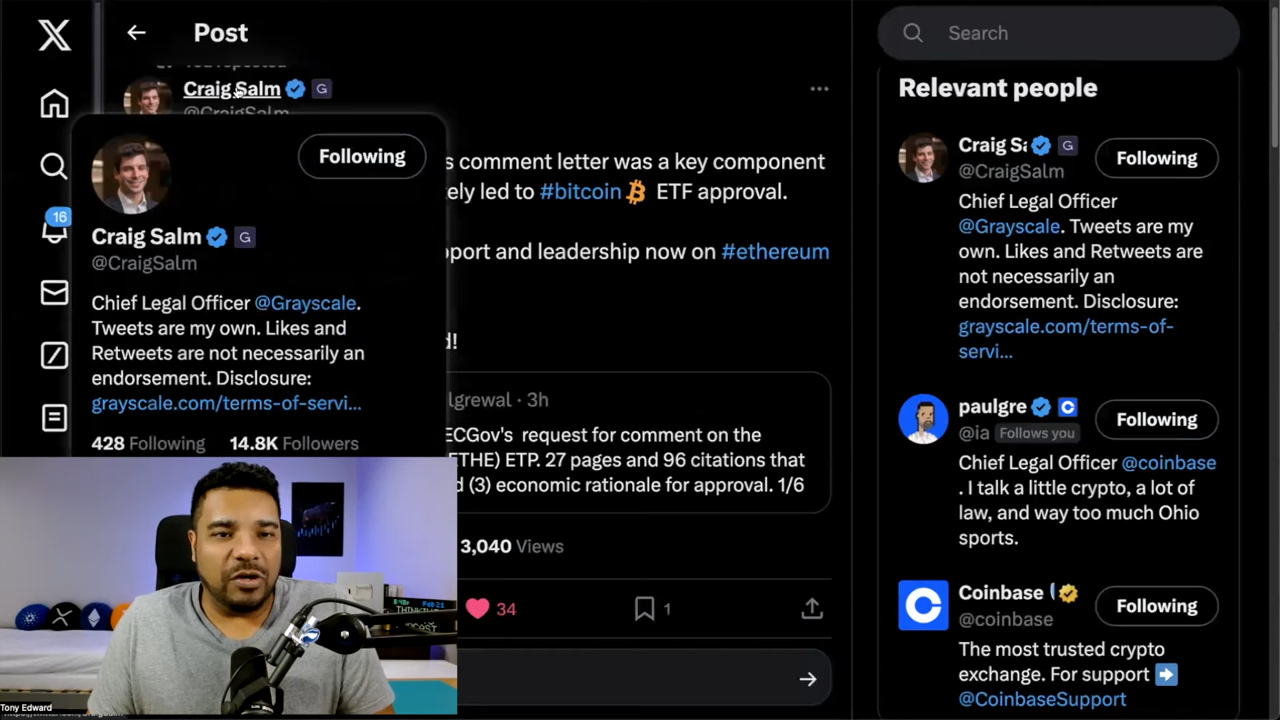 Post
Search
Craig Salm
@CraigSalm
Following
Craig Salm
@CraigSalm
Chief Legal Officer @Grayscale.
Tweets are my own. Likes and
Retweets are not necessarily an
endorsement. Disclosure:
grayscale.com/terms-of-servi...
428 Following 14.8K Followers
16
s comment letter was a key component
ely led to #bitcoin ETF approval.
port and leadership now on #ethereum
d!
lgrewal · 3h
ECGov's request for comment on the
ETHE) ETP. 27 pages and 96 citations that
d (3) economic rationale for approval. 1/6
3,040 Views
34
1
Relevant people
Craig Sa
@CraigSalm
Following
Chief Legal Officer
@Grayscale. Tweets are my
own. Likes and Retweets are
not necessarily an
endorsement. Disclosure:
grayscale.com/terms-of-
servi...
paulgre
@ia Follows you
Following
Chief Legal Officer @coinbase
. I talk a little crypto, a lot of
law, and way too much Ohio
sports.
Coinbase
@coinbase
Following
The most trusted crypto
exchange. For support
@CoinbaseSupport
Feb 21
THINKING
Tony Edward